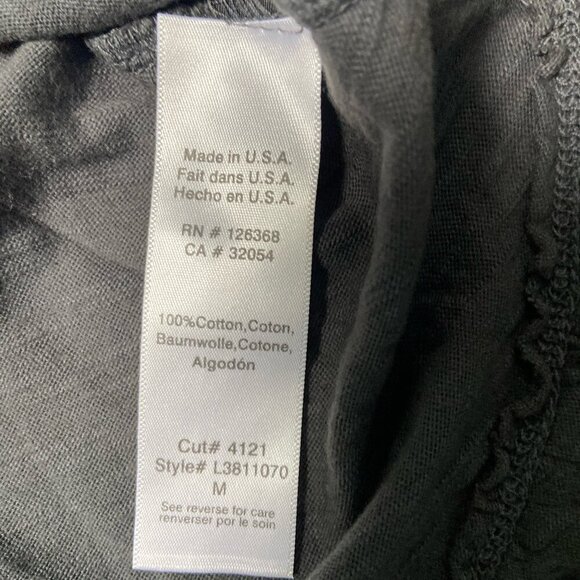 Made in U.S.A.
Fait dans U.S.A.
Hecho en U.S.A.
RN # 126368
CA # 32054
100%Cotton,Coton,
Baumwolle,Cotone,
Algodón
Cut# 4121
Style# L3811070
M
See reverse for care
renverser por le soin